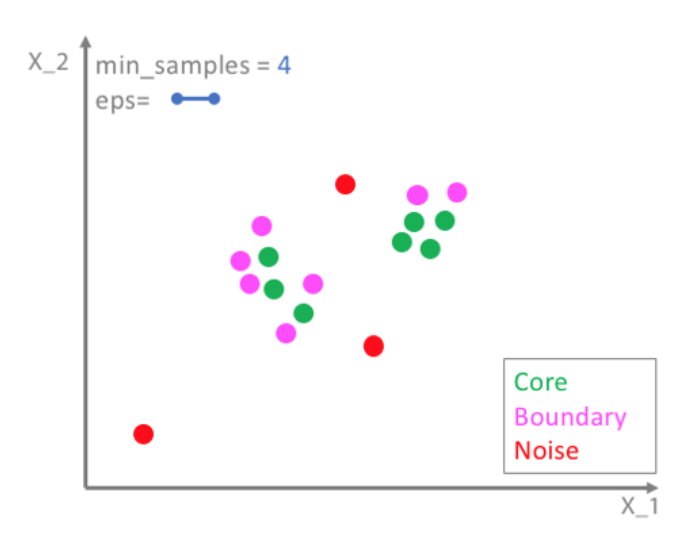 X_2
min_samples = 4
eps=
Core
Boundary
Noise
X_1